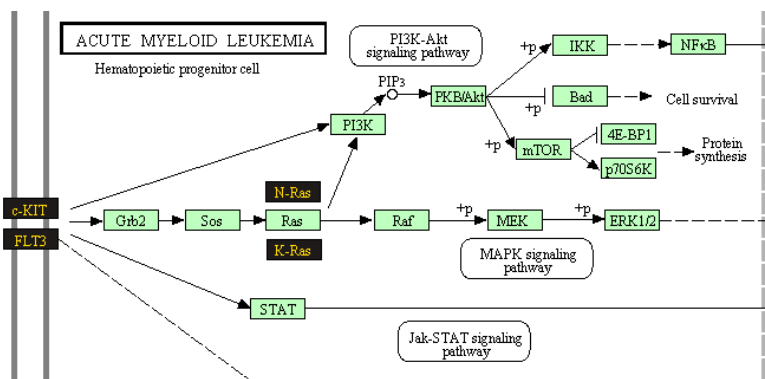 ACUTE MYELOID LEUKEMIA
Hematopoietic progenitor cell
PI3K-Akt
signaling pathway
+p
IKK
NFκB
PIP3
PKB/Akt
+p
Bad
Cell survival
PI3K
+p
mTOR
4E-BP1
p70S6K
Protein
synthesis
c-KIT
FLT3
N-Ras
Grb2
Sos
Ras
Raf
+p
MEK
+p
ERK1/2
K-Ras
MAPK signaling
pathway
STAT
Jak-STAT signaling
pathway